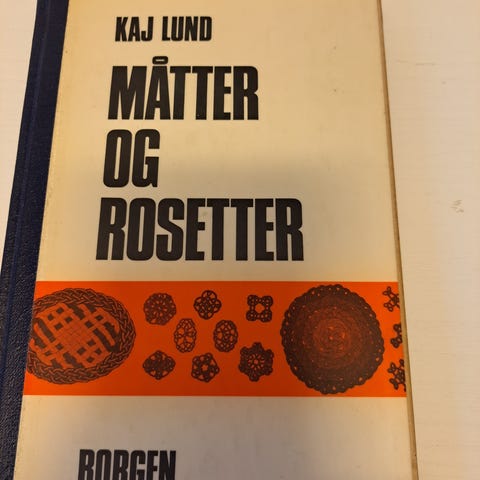 KAJ LUND
MÅTTER
OG
ROSETTER
BORGEN